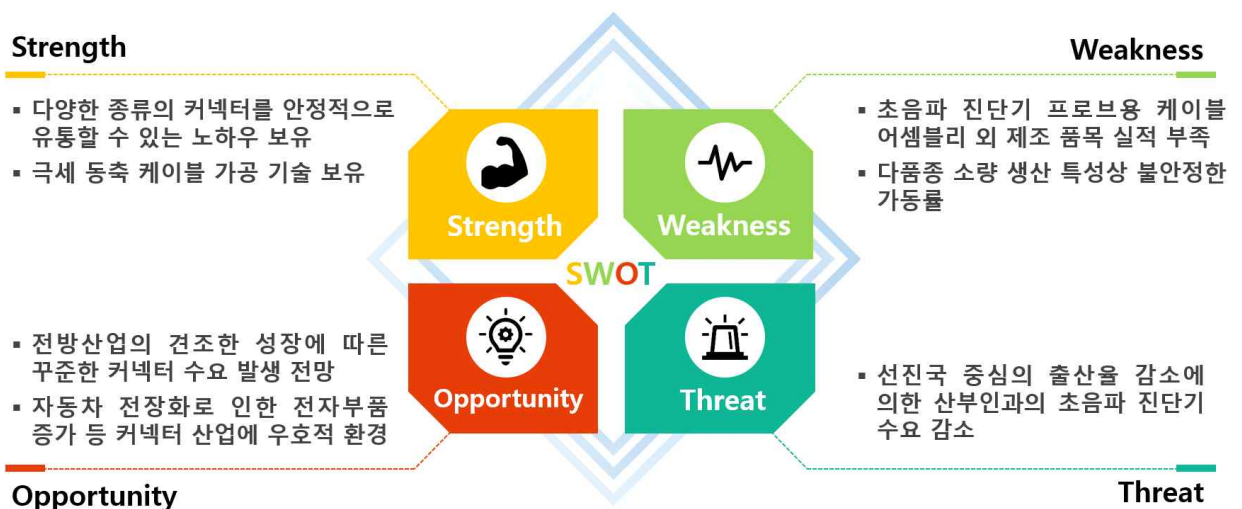 Strength
▪ 다양한 종류의 커넥터를 안정적으로
유통할 수 있는 노하우 보유
▪ 극세 동축 케이블 가공 기술 보유
Weakness
▪ 초음파 진단기 프로브용 케이블
어셈블리 외 제조 품목 실적 부족
▪ 다품종 소량 생산 특성상 불안정한
가동률
Strength
Weakness
SWOT
Opportunity
Threat
▪ 전방산업의 견조한 성장에 따른
꾸준한 커넥터 수요 발생 전망
▪ 자동차 전장화로 인한 전자부품
증가 등 커넥터 산업에 우호적 환경
Opportunity
▪ 선진국 중심의 출산율 감소에
의한 산부인과의 초음파 진단기
수요 감소
Threat